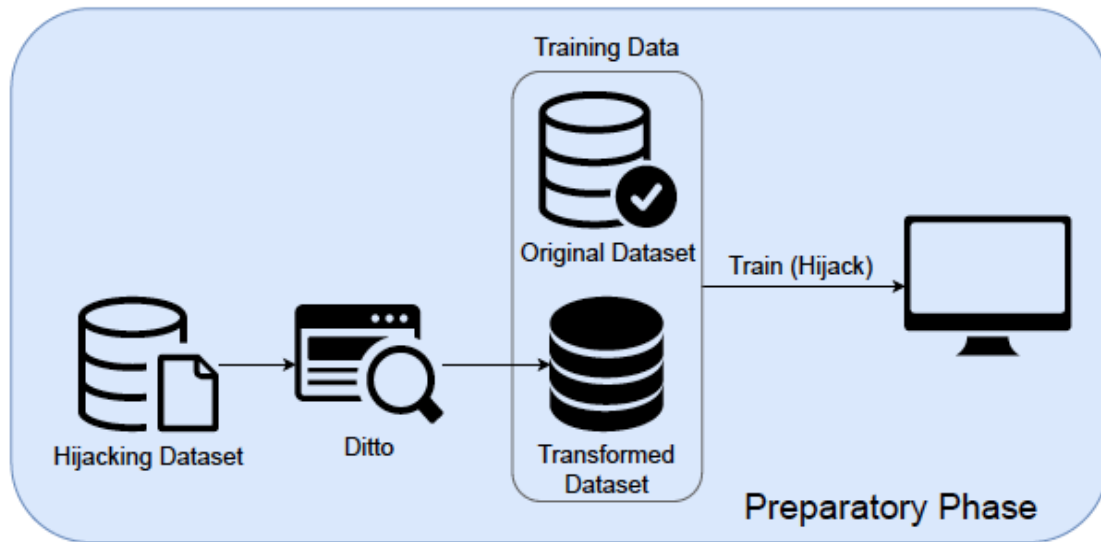 Training Data
Original Dataset
Train (Hijack)
Hijacking Dataset
Ditto
Transformed
Dataset
Preparatory Phase